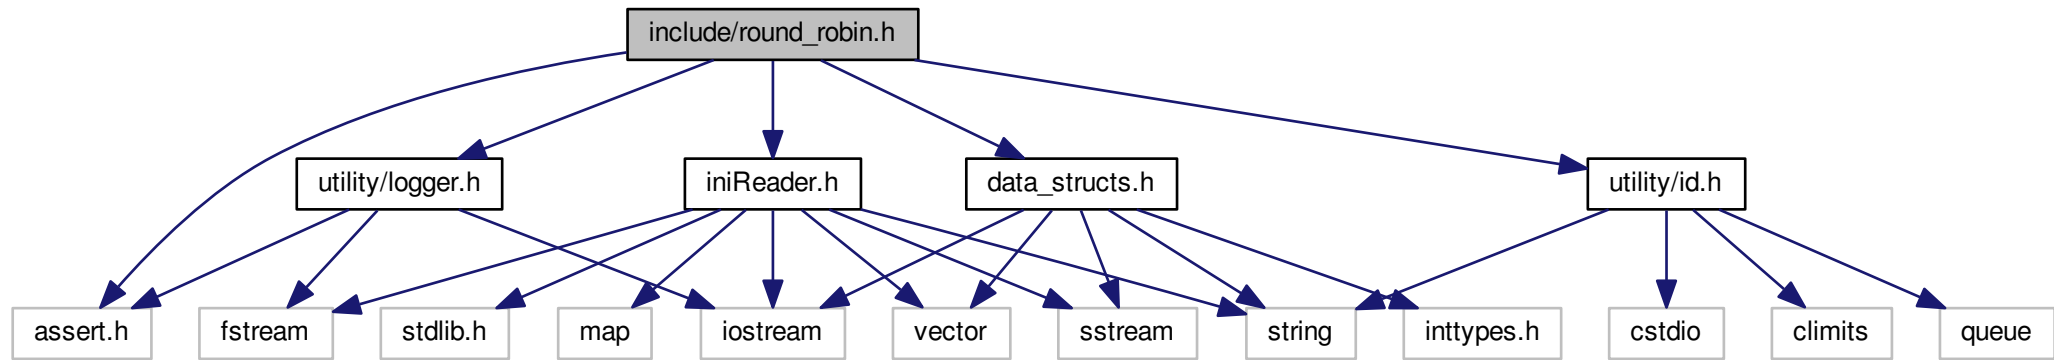 include/round_robin.h
utility/logger.h
iniReader.h
data_structs.h
utility/id.h
assert.h
fstream
stdlib.h
map
iostream
vector
sstream
string
inttypes.h
cstdio
climits
queue